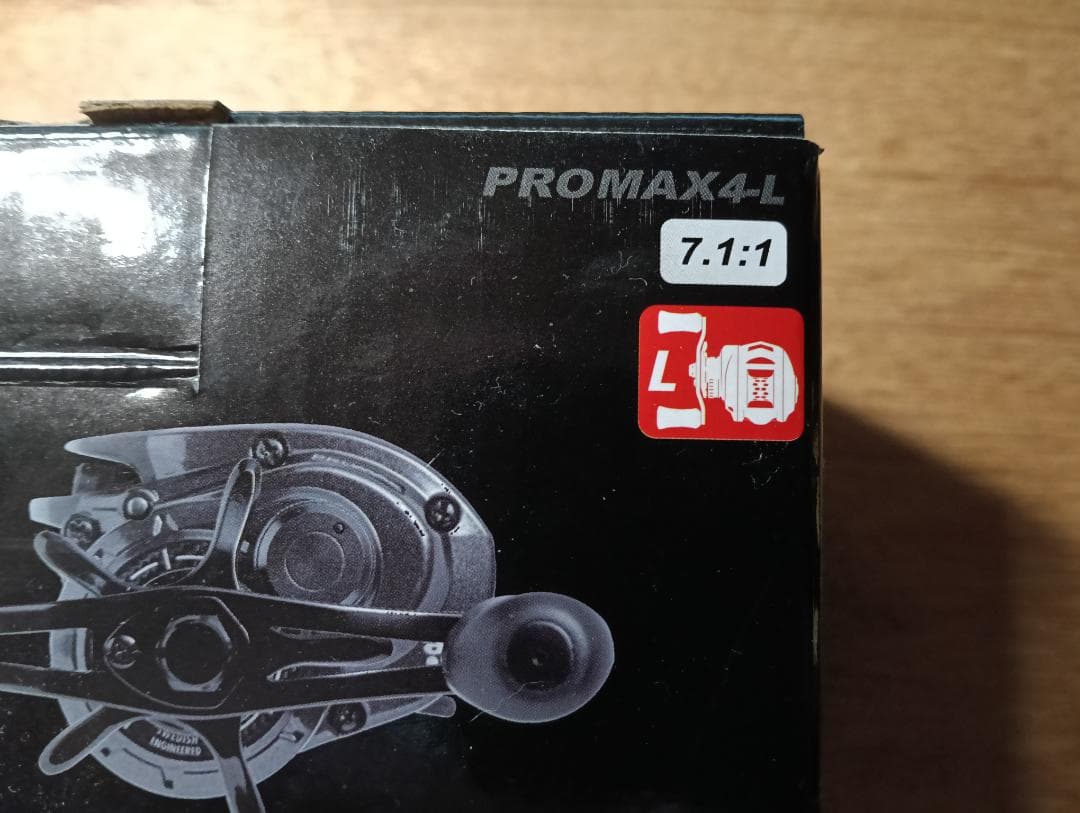 PROMAX4-L
7.1:1
L
SWEDISH
ENGINEERED